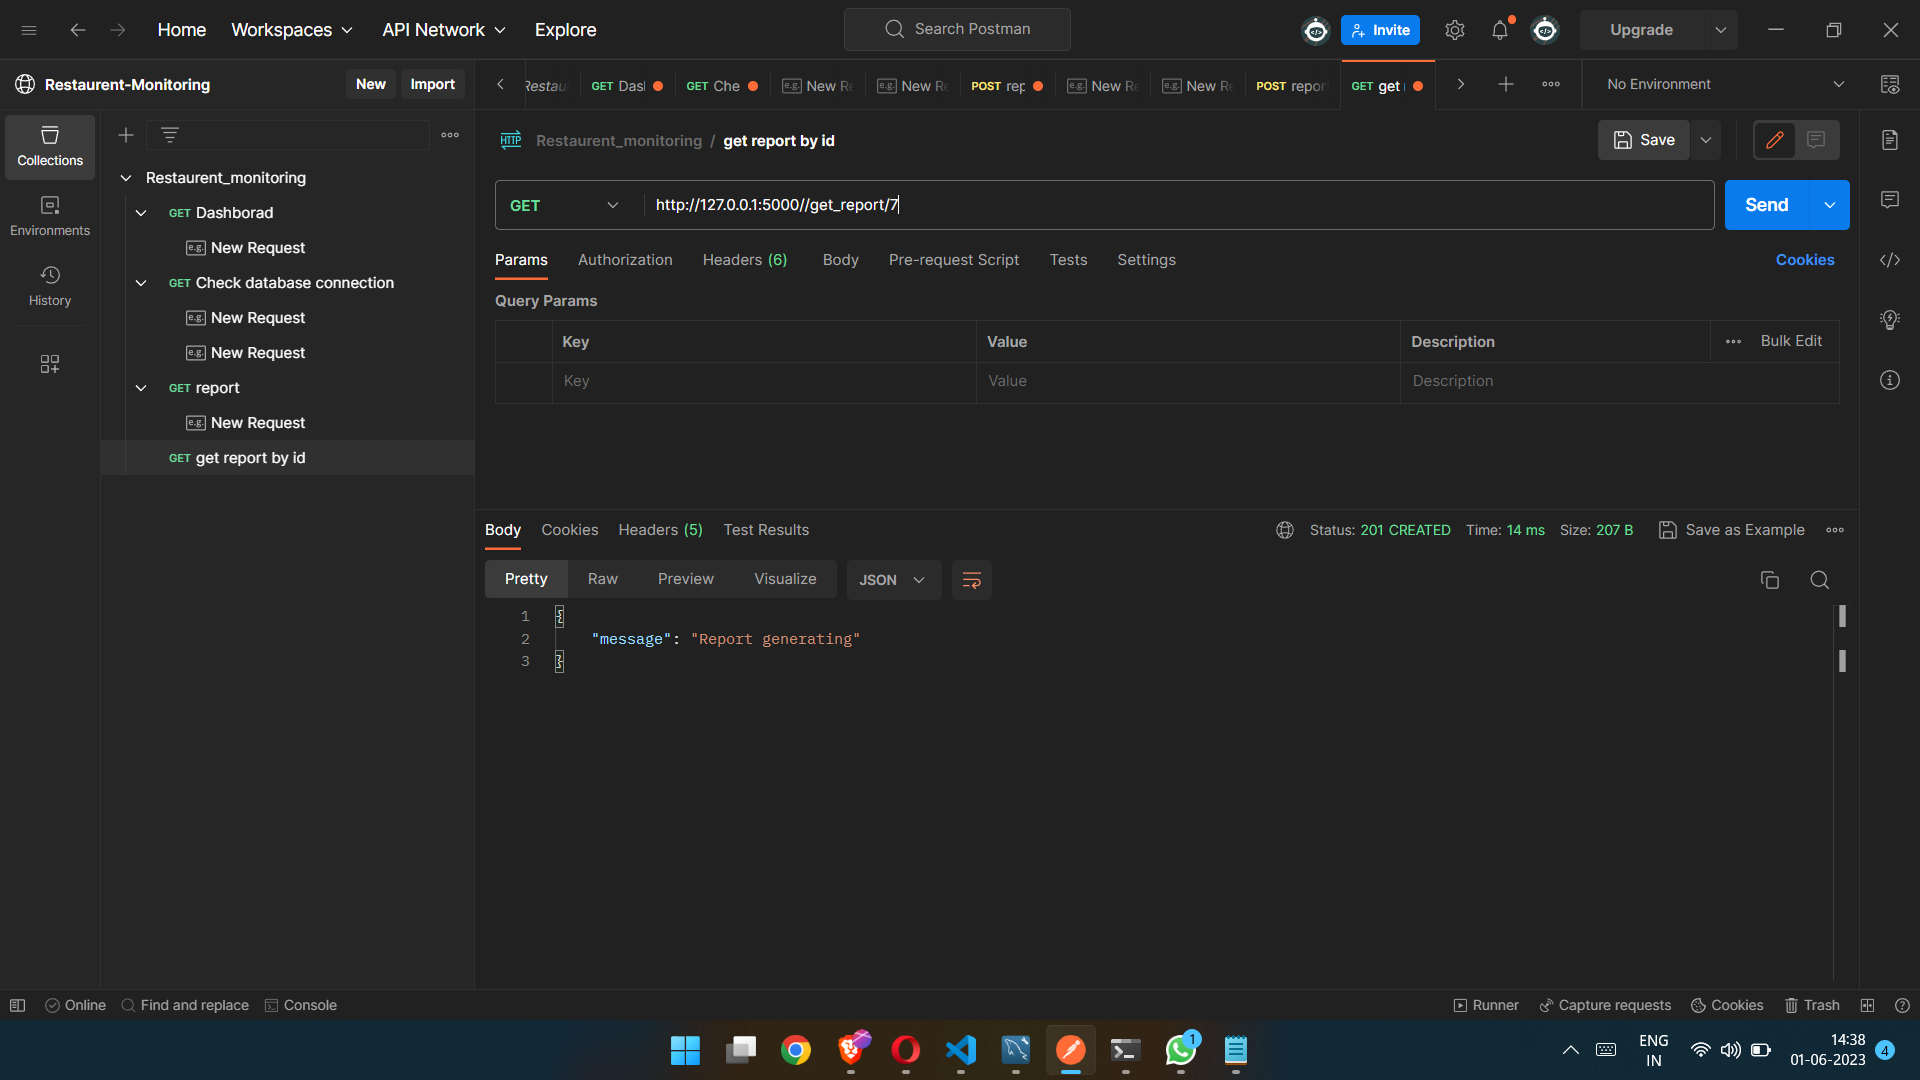 Home Workspaces API Network Explore Search Postman Invite Upgrade
Restaurent-Monitoring New Import Restau GET Das GET Che e.g. New Re e.g. New Re POST rep e.g. New Re e.g. New Re POST repor GET get No Environment
HTTP Restaurent_monitoring / get report by id Save
Collections
Environments
History
Restaurent_monitoring
GET Dashborad
e.g. New Request
GET Check database connection
e.g. New Request
e.g. New Request
GET report
e.g. New Request
GET get report by id
GET http://127.0.0.1:5000//get_report/7 Send
Params Authorization Headers (6) Body Pre-request Script Tests Settings Cookies
Query Params
Key Value Description Bulk Edit
Key Value Description
Body Cookies Headers (5) Test Results Status: 201 CREATED Time: 14 ms Size: 207 B Save as Example
Pretty Raw Preview Visualize JSON
1 {
2 "message": "Report generating"
3 }
Online Find and replace Console Runner Capture requests Cookies Trash
1
ENG
IN
14:38
01-06-2023
4